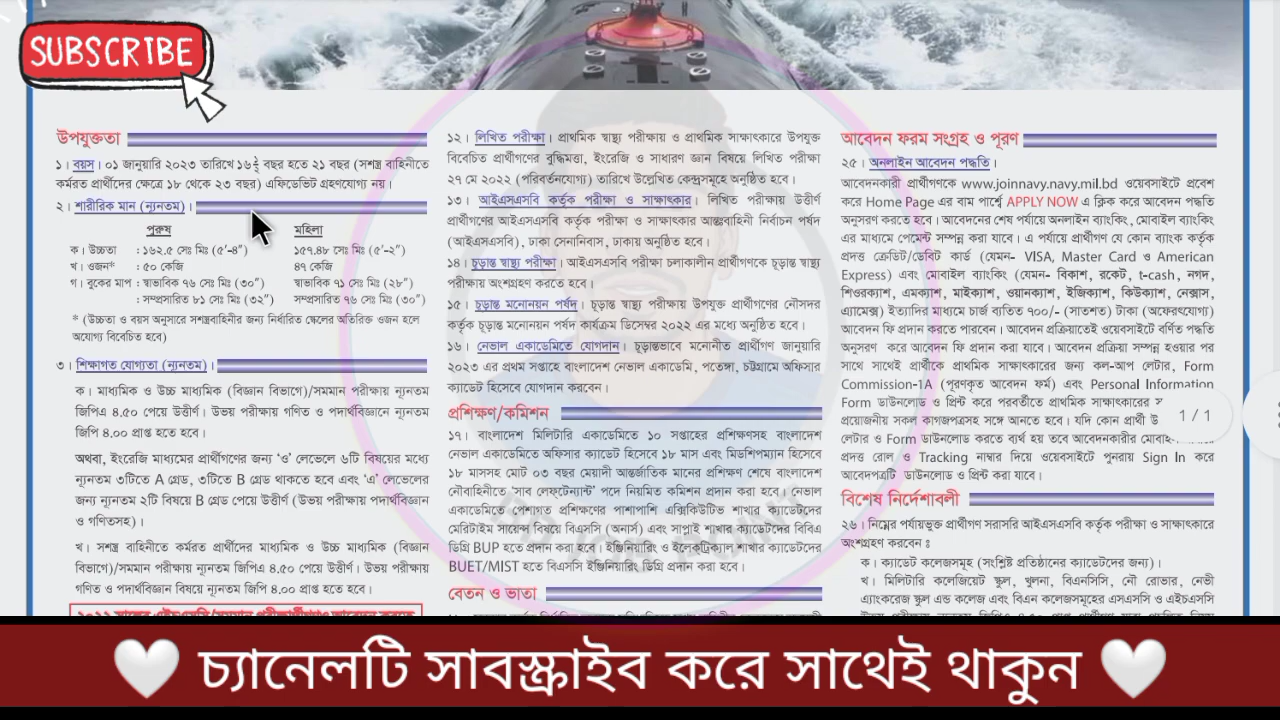 SUBSCRIBE
উপযুক্ততা
১। বয়স। ০১ জানুয়ারি ২০২৩ তারিখে ১৬ ১/২ বছর হতে ২১ বছর (সশস্ত্র বাহিনীতে
কর্মরত প্রার্থীদের ক্ষেত্রে ১৮ থেকে ২৩ বছর) এফিডেভিট গ্রহণযোগ্য নয়।
২। শারীরিক মান (ন্যূনতম)।
পুরুষ মহিলা
ক। উচ্চতা : ১৬২.৫ সেঃ মিঃ (৫′-৪″) ১৫৭.৪৮ সেঃ মিঃ (৫′-২″)
খ। ওজন* : ৫০ কেজি ৪৭ কেজি
গ। বুকের মাপ : স্বাভাবিক ৭৬ সেঃ মিঃ (৩০″) স্বাভাবিক ৭১ সেঃ মিঃ (২৮″)
: সম্প্রসারিত ৮১ সেঃ মিঃ (৩২″) সম্প্রসারিত ৭৬ সেঃ মিঃ (৩০″)
* (উচ্চতা ও বয়স অনুসারে সশস্ত্রবাহিনীর জন্য নির্ধারিত স্কেলের অতিরিক্ত ওজন হলে
অযোগ্য বিবেচিত হবে)
৩। শিক্ষাগত যোগ্যতা (ন্যূনতম)।
ক। মাধ্যমিক ও উচ্চ মাধ্যমিক (বিজ্ঞান বিভাগে)/সমমান পরীক্ষায় ন্যূনতম
জিপিএ ৪.৫০ পেয়ে উত্তীর্ণ। উভয় পরীক্ষায় গণিত ও পদার্থবিজ্ঞানে ন্যূনতম
জিপি ৪.০০ প্রাপ্ত হতে হবে।
অথবা, ইংরেজি মাধ্যমের প্রার্থীগণের জন্য ‘ও’ লেভেলে ৬টি বিষয়ের মধ্যে
ন্যূনতম ৩টিতে A গ্রেড, ৩টিতে B গ্রেড থাকতে হবে এবং ‘এ’ লেভেলের
জন্য ন্যূনতম ২টি বিষয়ে B গ্রেড পেয়ে উত্তীর্ণ (উভয় পরীক্ষায় পদার্থবিজ্ঞান
ও গণিতসহ)।
খ। সশস্ত্র বাহিনীতে কর্মরত প্রার্থীদের মাধ্যমিক ও উচ্চ মাধ্যমিক (বিজ্ঞান
বিভাগে)/সমমান পরীক্ষায় ন্যূনতম জিপিএ ৪.৫০ পেয়ে উত্তীর্ণ। উভয় পরীক্ষায়
গণিত ও পদার্থবিজ্ঞান বিষয়ে ন্যূনতম জিপি ৪.০০ প্রাপ্ত হতে হবে।
১২। লিখিত পরীক্ষা। প্রাথমিক স্বাস্থ্য পরীক্ষায় ও প্রাথমিক সাক্ষাৎকারে উপযুক্ত
বিবেচিত প্রার্থীগণের বুদ্ধিমত্তা, ইংরেজি ও সাধারণ জ্ঞান বিষয়ে লিখিত পরীক্ষা
২৭ মে ২০২২ (পরিবর্তনযোগ্য) তারিখে উল্লেখিত কেন্দ্রসমূহে অনুষ্ঠিত হবে।
১৩। আইএসএসবি কর্তৃক পরীক্ষা ও সাক্ষাৎকার। লিখিত পরীক্ষায় উত্তীর্ণ
প্রার্থীগণের আইএসএসবি কর্তৃক পরীক্ষা ও সাক্ষাৎকার আন্তঃবাহিনী নির্বাচন পর্ষদ
(আইএসএসবি), ঢাকা সেনানিবাস, ঢাকায় অনুষ্ঠিত হবে।
১৪। চূড়ান্ত স্বাস্থ্য পরীক্ষা। আইএসএসবি পরীক্ষা চলাকালীন প্রার্থীগণকে চূড়ান্ত স্বাস্থ্য
পরীক্ষায় অংশগ্রহণ করতে হবে।
১৫। চূড়ান্ত মনোনয়ন পর্ষদ। চূড়ান্ত স্বাস্থ্য পরীক্ষায় উপযুক্ত প্রার্থীগণের নৌসদর
কর্তৃক চূড়ান্ত মনোনয়ন পর্ষদ কার্যক্রম ডিসেম্বর ২০২২ এর মধ্যে অনুষ্ঠিত হবে।
১৬। নেভাল একাডেমিতে যোগদান। চূড়ান্তভাবে মনোনীত প্রার্থীগণ জানুয়ারি
২০২৩ এর প্রথম সপ্তাহে বাংলাদেশ নেভাল একাডেমি, পতেঙ্গা, চট্টগ্রামে অফিসার
ক্যাডেট হিসেবে যোগদান করবেন।
প্রশিক্ষণ/কমিশন
১৭। বাংলাদেশ মিলিটারি একাডেমিতে ১০ সপ্তাহের প্রশিক্ষণসহ বাংলাদেশ
নেভাল একাডেমিতে অফিসার ক্যাডেট হিসেবে ১৮ মাস এবং মিডশিপম্যান হিসেবে
১৮ মাসসহ মোট ০৩ বছর মেয়াদী আন্তর্জাতিক মানের প্রশিক্ষণ শেষে বাংলাদেশ
নৌবাহিনীতে ‘সাব লেফ্‌টেন্যান্ট’ পদে নিয়মিত কমিশন প্রদান করা হবে। নেভাল
একাডেমিতে পেশাগত প্রশিক্ষণের পাশাপাশি এক্সিকিউটিভ শাখার ক্যাডেটদের
মেরিটাইম সায়েন্স বিষয়ে বিএসসি (অনার্স) এবং সাপ্লাই শাখার ক্যাডেটদের বিবিএ
ডিগ্রি BUP হতে প্রদান করা হবে। ইঞ্জিনিয়ারিং ও ইলেকট্রিক্যাল শাখার ক্যাডেটদের
BUET/MIST হতে বিএসসি ইঞ্জিনিয়ারিং ডিগ্রি প্রদান করা হবে।
বেতন ও ভাতা
আবেদন ফরম সংগ্রহ ও পূরণ
২৫। অনলাইন আবেদন পদ্ধতি।
আবেদনকারী প্রার্থীগণকে www.joinnavy.navy.mil.bd ওয়েবসাইটে প্রবেশ
করে Home Page এর বাম পার্শ্বে APPLY NOW এ ক্লিক করে আবেদন পদ্ধতি
অনুসরণ করতে হবে। আবেদনের শেষ পর্যায়ে অনলাইন ব্যাংকিং, মোবাইল ব্যাংকিং
এর মাধ্যমে পেমেন্ট সম্পন্ন করা যাবে। এ পর্যায়ে প্রার্থীগণ যে কোন ব্যাংক কর্তৃক
প্রদত্ত ক্রেডিট/ডেবিট কার্ড (যেমন- VISA, Master Card ও American
Express) এবং মোবাইল ব্যাংকিং (যেমন- বিকাশ, রকেট, t-cash, নগদ,
শিওরক্যাশ, এমক্যাশ, মাইক্যাশ, ওয়ানক্যাশ, ইজিক্যাশ, কিউক্যাশ, নেক্সাস,
এ্যামেক্স) ইত্যাদির মাধ্যমে চার্জ ব্যতিত ৭০০/- (সাতশত) টাকা (অফেরৎযোগ্য)
আবেদন ফি প্রদান করতে পারবেন। আবেদন প্রক্রিয়াতেই ওয়েবসাইটে বর্ণিত পদ্ধতি
অনুসরণ করে আবেদন ফি প্রদান করা যাবে। আবেদন প্রক্রিয়া সম্পন্ন হওয়ার পর
সাথে সাথেই প্রার্থীকে প্রাথমিক সাক্ষাৎকারের জন্য কল-আপ লেটার, Form
Commission-1A (পূরণকৃত আবেদন ফর্ম) এবং Personal Information
Form ডাউনলোড ও প্রিন্ট করে পরবর্তীতে প্রাথমিক সাক্ষাৎকারের
প্রয়োজনীয় সকল কাগজপত্রসহ সঙ্গে আনতে হবে। যদি কোন প্রার্থী
লেটার ও Form ডাউনলোড করতে ব্যর্থ হয় তবে আবেদনকারীর
প্রদত্ত রোল ও Tracking নাম্বার দিয়ে ওয়েবসাইটে পুনরায় Sign In করে
আবেদনপত্রটি ডাউনলোড ও প্রিন্ট করা যাবে।
1 / 1
বিশেষ নির্দেশাবলী
২৬। নিম্নের পর্যায়ভুক্ত প্রার্থীগণ সরাসরি আইএসএসবি কর্তৃক পরীক্ষা ও সাক্ষাৎকারে
অংশগ্রহণ করবেন ঃ
ক। ক্যাডেট কলেজসমূহ (সংশ্লিষ্ট প্রতিষ্ঠানের ক্যাডেটদের জন্য)।
খ। মিলিটারি কলেজিয়েট স্কুল, খুলনা, বিএনসিসি, নৌ রোভার, নেভী
এ্যাংকরেজ স্কুল এন্ড কলেজ এবং বিএন কলেজসমূহের এসএসসি ও এইচএসসি
চ্যানেলটি সাবস্ক্রাইব করে সাথেই থাকুন